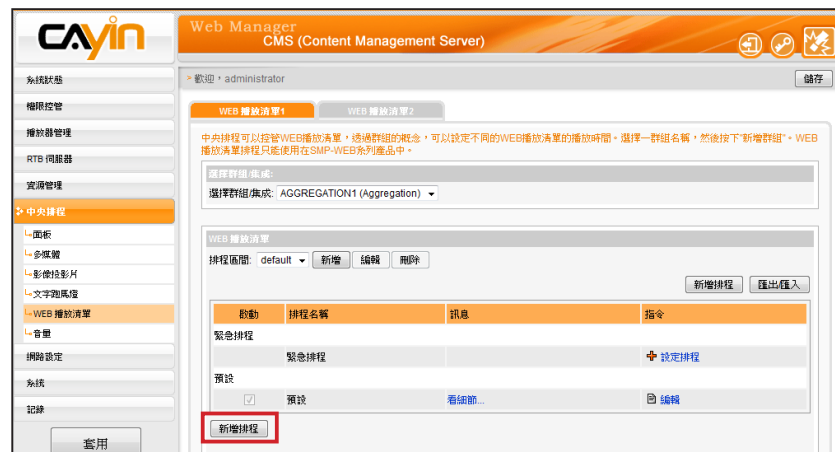 CAYIN
Web Manager
CMS (Content Management Server)
系統狀態
權限控管
播放器管理
RTB 伺服器
資源管理
中央排程
面板
多媒體
影像投影片
文字跑馬燈
WEB 播放清單
音量
網路設定
系統
記錄
套用
歡迎，administrator
儲存
WEB 播放清單1
WEB 播放清單2
中央排程可以控管WEB播放清單，透過群組的概念，可以設定不同的WEB播放清單的播放時間。選擇一群組名稱，然後按下"新增群組"。WEB
播放清單排程只能使用在SMP-WEB系列產品中。
選擇群組/集成:
選擇群組/集成: AGGREGATION1 (Aggregation)
WEB 播放清單
排程區間: default 新增 編輯 刪除
新增排程 匯出/匯入
啟動 排程名稱 訊息 指令
緊急排程
緊急排程 設定排程
預設
預設 看細節... 編輯
新增排程